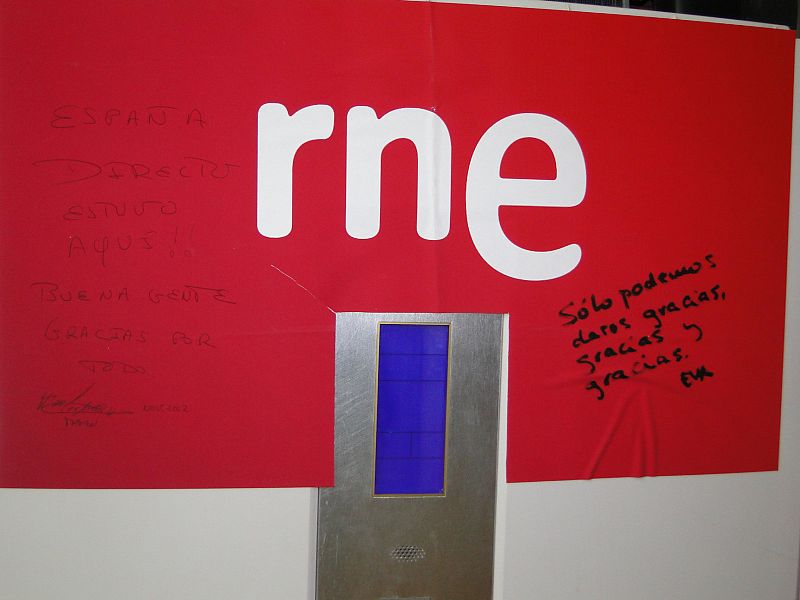 rne
ESPAÑA
DIRECTO
ESTUVO
AQUÍ!!
BUENA GENTE
GRACIAS POR
TODO
Sólo podemos
daros gracias,
gracias y
gracias.
EVA